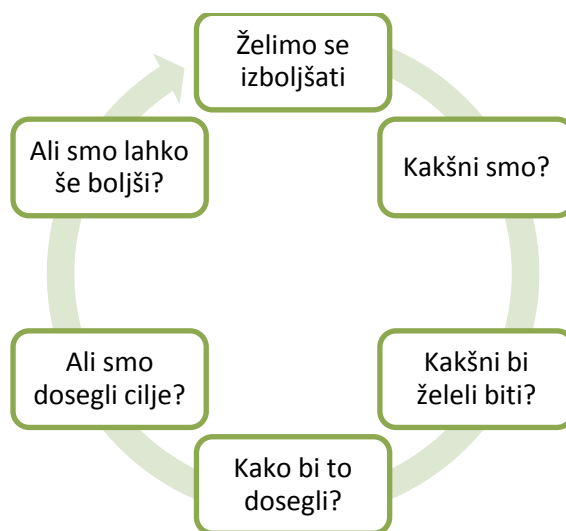 Želimo se
izboljšati
Kakšni smo?
Kakšni bi
želeli biti?
Kako bi to
dosegli?
Ali smo
dosegli cilje?
Ali smo lahko
še boljši?